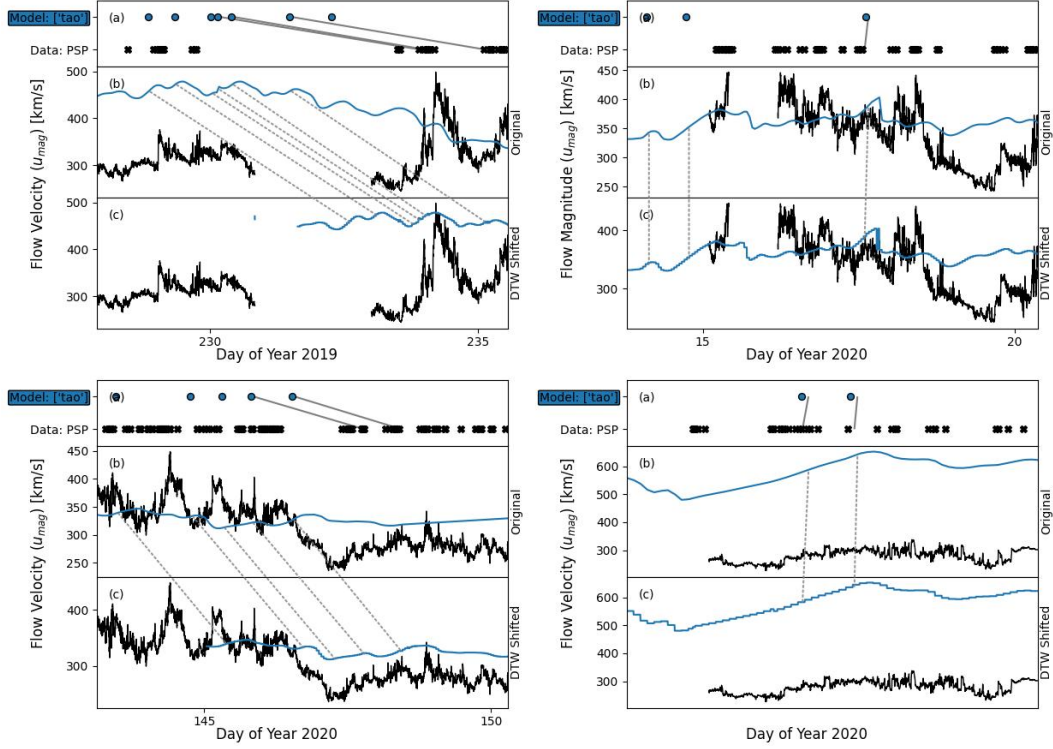 Model: ['tao']
Data: PSP
(a)
(b)
(c)
500
400
300
500
400
300
Flow Velocity (u_mag) [km/s]
Original
DTW Shifted
230
235
Day of Year 2019
Model: ['tao']
Data: PSP
(a)
(b)
(c)
450
400
350
300
250
400
300
Flow Magnitude (u_mag) [km/s]
Original
DTW Shifted
15
20
Day of Year 2020
Model: ['tao']
Data: PSP
(a)
(b)
(c)
450
400
350
300
250
400
300
Flow Velocity (u_mag) [km/s]
Original
DTW Shifted
145
150
Day of Year 2020
Model: ['tao']
Data: PSP
(a)
(b)
(c)
600
500
400
300
600
500
400
300
Flow Velocity (u_mag) [km/s]
Original
DTW Shifted
Day of Year 2020